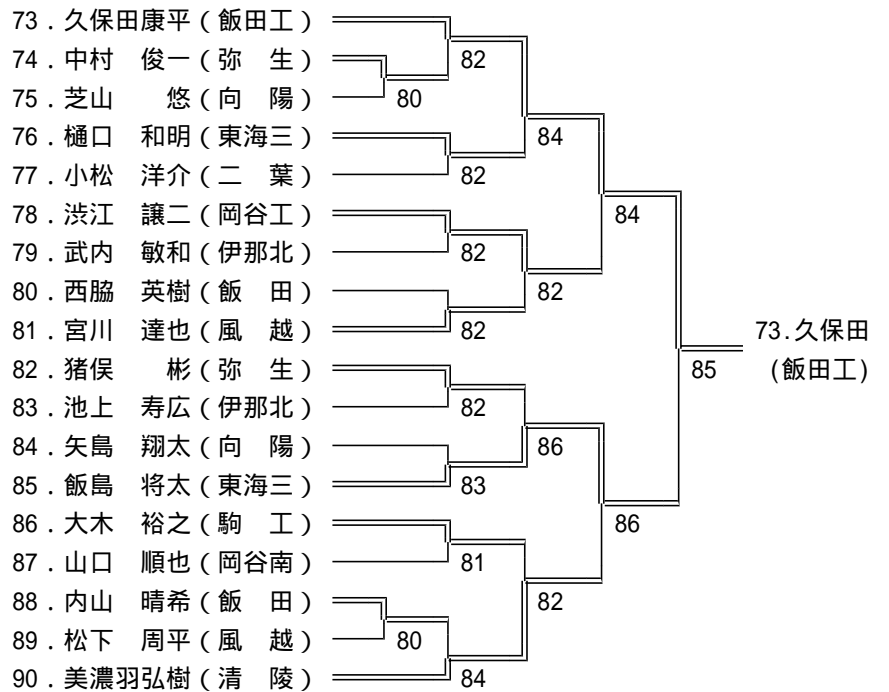 73．久保田康平（飯田工）
74．中村　俊一（弥　生）
75．芝山　　悠（向　陽）
76．樋口　和明（東海三）
77．小松　洋介（二　葉）
78．渋江　譲二（岡谷工）
79．武内　敏和（伊那北）
80．西脇　英樹（飯　田）
81．宮川　達也（風　越）
82．猪俣　　彬（弥　生）
83．池上　寿広（伊那北）
84．矢島　翔太（向　陽）
85．飯島　将太（東海三）
86．大木　裕之（駒　工）
87．山口　順也（岡谷南）
88．内山　晴希（飯　田）
89．松下　周平（風　越）
90．美濃羽弘樹（清　陵）
80
80
82
82
82
82
82
83
81
84
84
82
86
82
84
86
85
73.久保田
(飯田工)